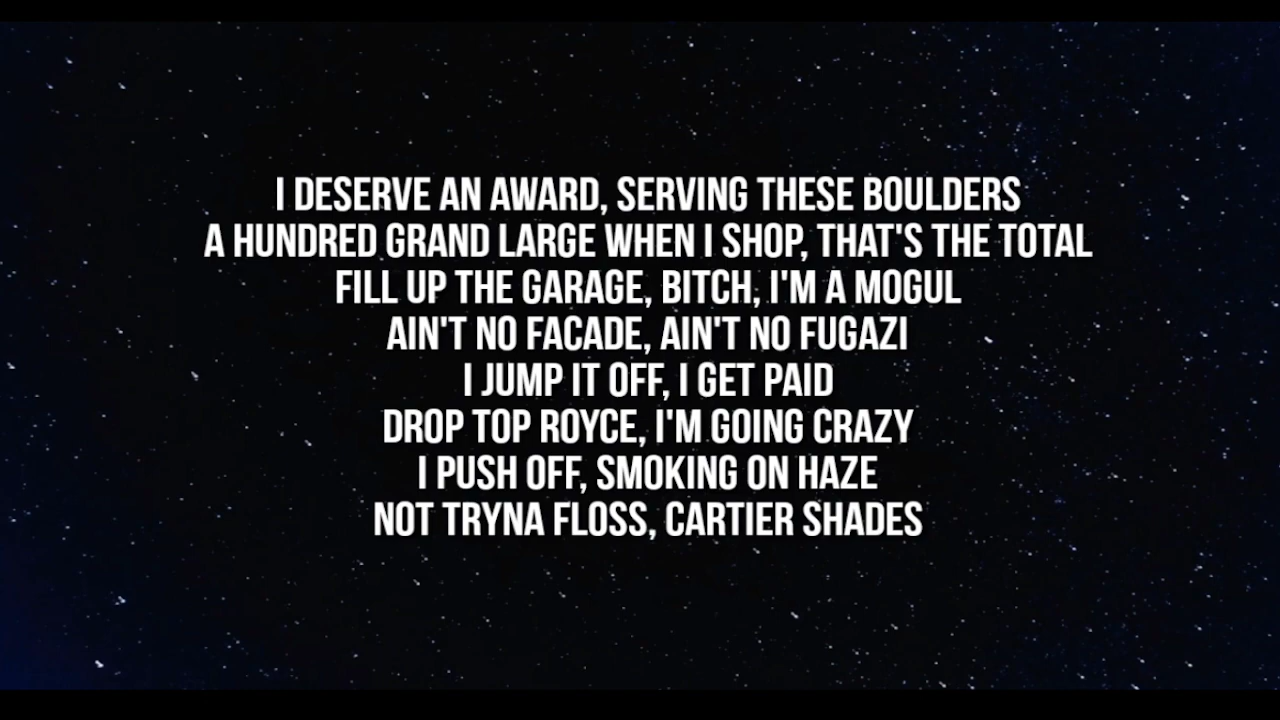 I DESERVE AN AWARD, SERVING THESE BOULDERS
A HUNDRED GRAND LARGE WHEN I SHOP, THAT'S THE TOTAL
FILL UP THE GARAGE, BITCH, I'M A MOGUL
AIN'T NO FACADE, AIN'T NO FUGAZI
I JUMP IT OFF, I GET PAID
DROP TOP ROYCE, I'M GOING CRAZY
I PUSH OFF, SMOKING ON HAZE
NOT TRYNA FLOSS, CARTIER SHADES